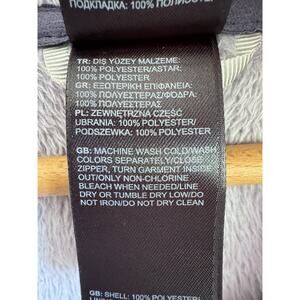 ПОДКЛАДКА: 100% ПОЛИЭСТЕР
TR: DIŞ YÜZEY MALZEME:
100% POLYESTER/ASTAR:
100% POLYESTER
GR: ΕΞΩΤΕΡΙΚΗ ΕΠΙΦΑΝΕΙΑ:
100% ΠΟΛΥΕΣΤΕΡΑΣ/ΦΟΔΡΑ:
100% ΠΟΛΥΕΣΤΕΡΑΣ
PL: ZEWNĘTRZNA CZĘŚĆ
UBRANIA: 100% POLYESTER/
PODSZEWKA: 100% POLYESTER
GB: MACHINE WASH COLD/WASH
COLORS SEPARATELY/CLOSE
ZIPPER, TURN GARMENT INSIDE
OUT/ONLY NON-CHLORINE
BLEACH WHEN NEEDED/LINE
DRY OR TUMBLE DRY LOW/DO
NOT IRON/DO NOT DRY CLEAN
GB: SHELL: 100% POLYESTER/